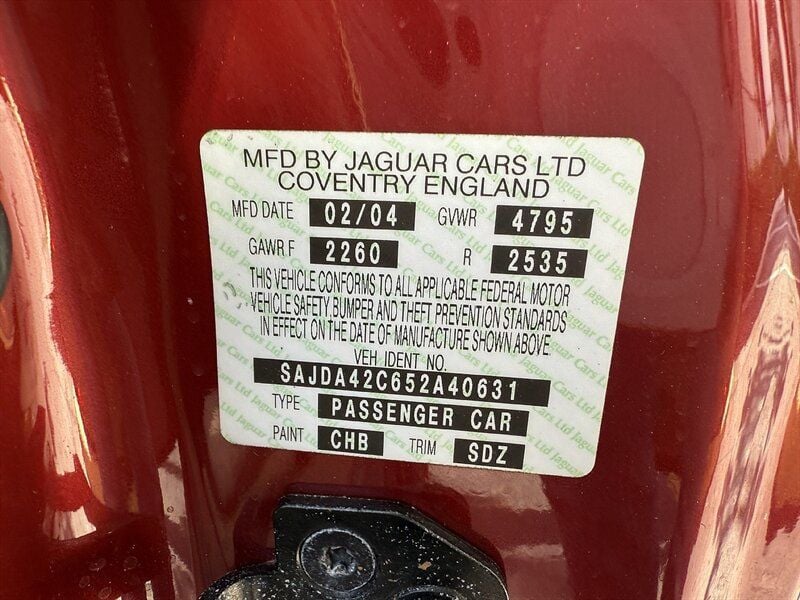 MFD BY JAGUAR CARS LTD
COVENTRY ENGLAND
MFD DATE 02/04 GVWR 4795
GAWR F 2260 R 2535
THIS VEHICLE CONFORMS TO ALL APPLICABLE FEDERAL MOTOR
VEHICLE SAFETY, BUMPER AND THEFT PREVENTION STANDARDS
IN EFFECT ON THE DATE OF MANUFACTURE SHOWN ABOVE.
VEH IDENT NO.
SAJDA42C652A40631
TYPE PASSENGER CAR
PAINT CHB TRIM SDZ